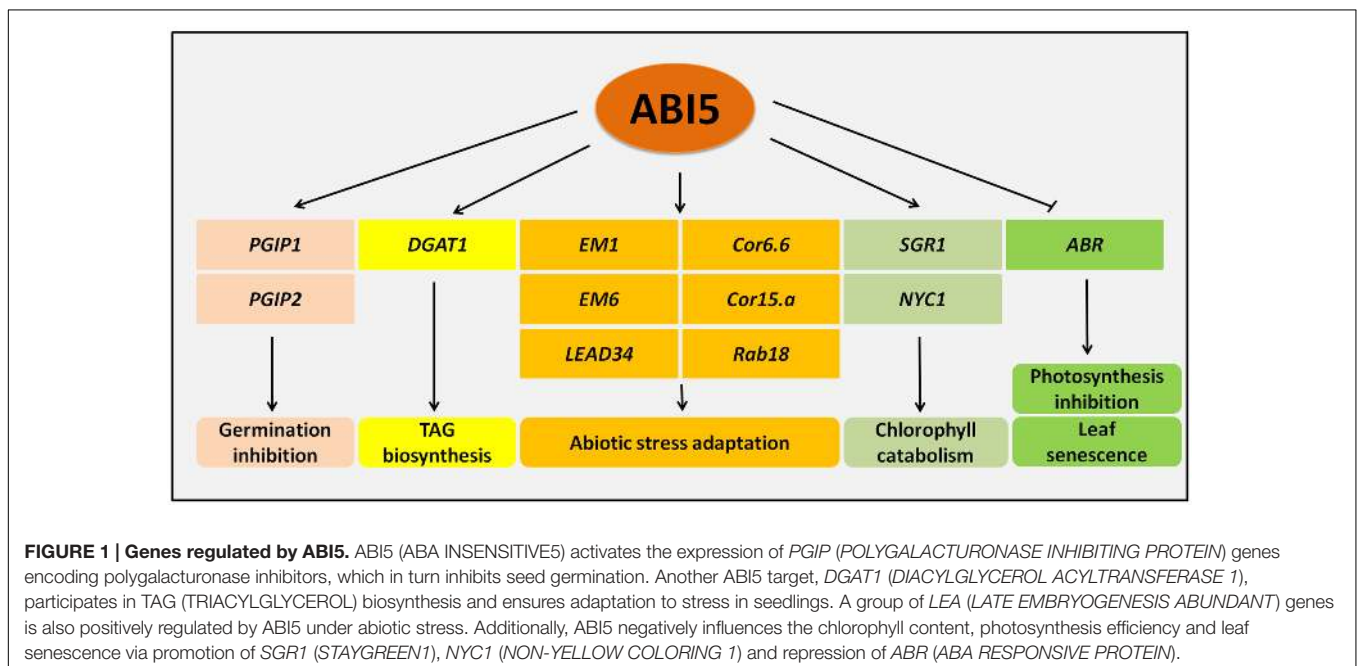 ABI5
PGIP1
DGAT1
EM1
Cor6.6
SGR1
ABR
PGIP2
EM6
Cor15.a
NYC1
LEAD34
Rab18
Photosynthesis
inhibition
Germination
inhibition
TAG
biosynthesis
Abiotic stress adaptation
Chlorophyll
catabolism
Leaf
senescence
FIGURE 1 | Genes regulated by ABI5. ABI5 (ABA INSENSITIVE5) activates the expression of PGIP (POLYGALACTURONASE INHIBITING PROTEIN) genes
encoding polygalacturonase inhibitors, which in turn inhibits seed germination. Another ABI5 target, DGAT1 (DIACYLGLYCEROL ACYLTRANSFERASE 1),
participates in TAG (TRIACYLGLYCEROL) biosynthesis and ensures adaptation to stress in seedlings. A group of LEA (LATE EMBRYOGENESIS ABUNDANT) genes
is also positively regulated by ABI5 under abiotic stress. Additionally, ABI5 negatively influences the chlorophyll content, photosynthesis efficiency and leaf
senescence via promotion of SGR1 (STAYGREEN1), NYC1 (NON-YELLOW COLORING 1) and repression of ABR (ABA RESPONSIVE PROTEIN).